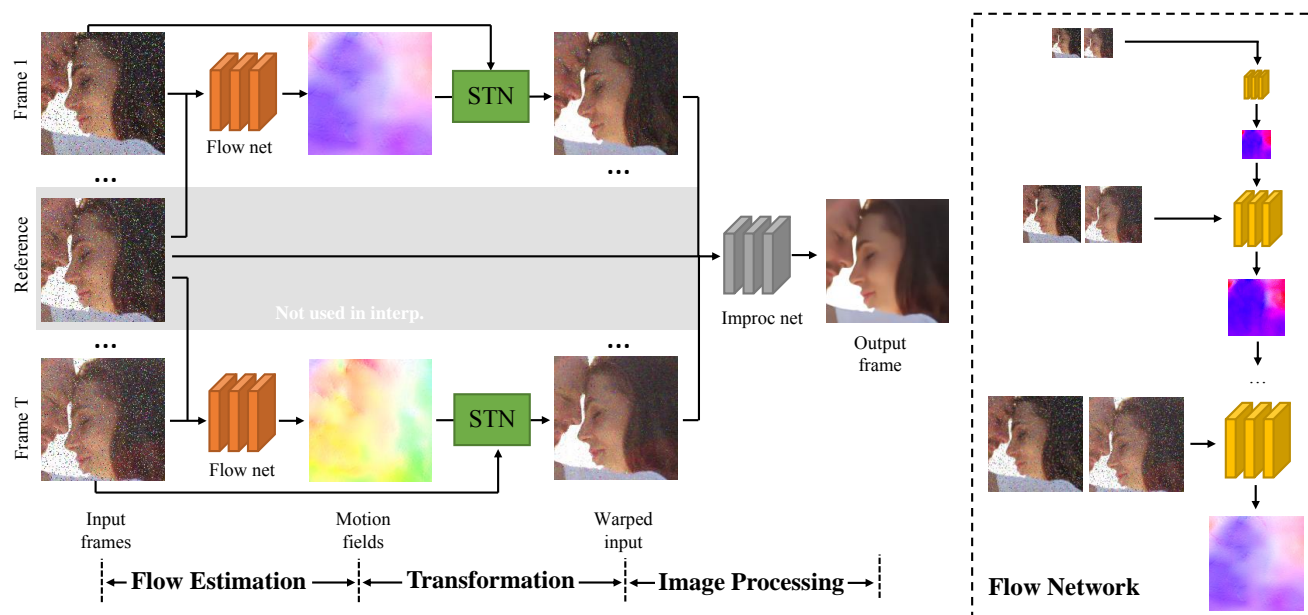 Frame 1
Flow net
STN
...
...
Reference
Not used in interp.
Improc net
Output
frame
...
...
Frame T
Flow net
STN
Input
frames
Motion
fields
Warped
input
Flow Estimation
Transformation
Image Processing
...
Flow Network